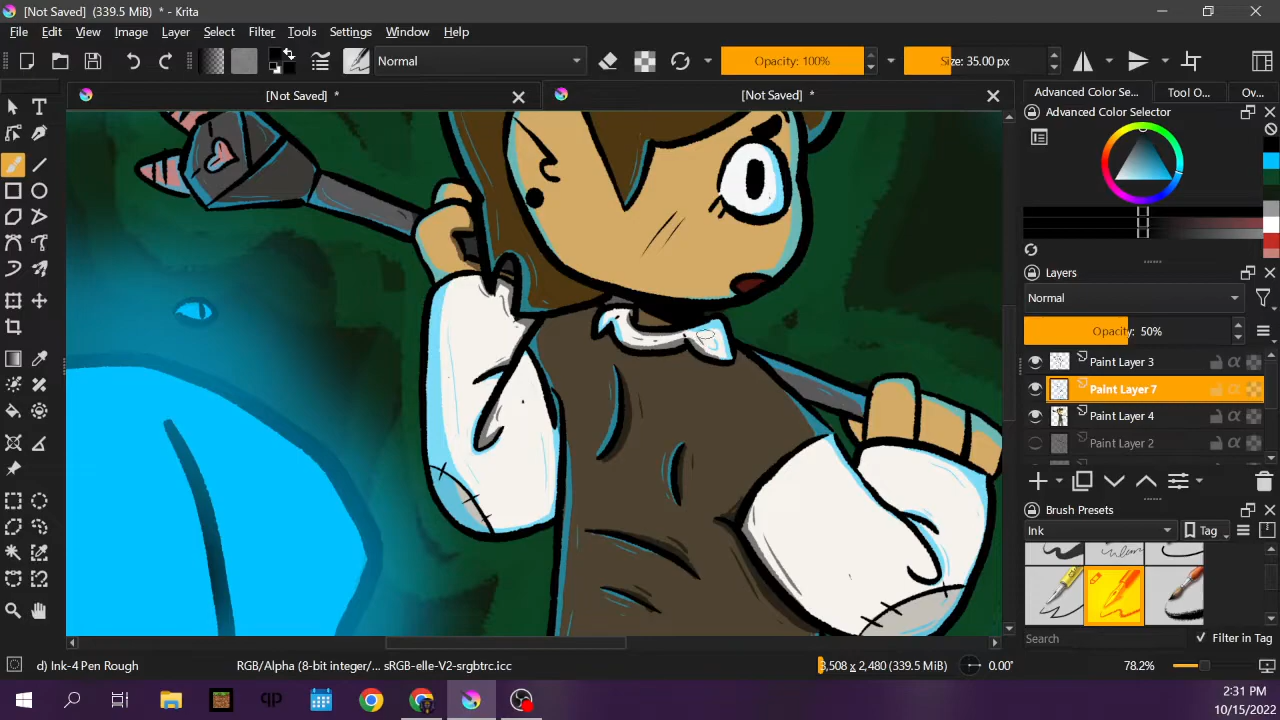 [Not Saved] (339.5 MiB) * - Krita
File Edit View Image Layer Select Filter Tools Settings Window Help
Normal Opacity: 100% Size: 35.00 px
[Not Saved] * [Not Saved] *
Advanced Color Se... Tool O... Ov...
Advanced Color Selector
Layers
Normal
Opacity: 50%
Paint Layer 3
Paint Layer 7
Paint Layer 4
Paint Layer 2
Brush Presets
Ink Tag
Search Filter in Tag
d) Ink-4 Pen Rough RGB/Alpha (8-bit integer/... sRGB-elle-V2-srgbtrc.icc 3,508 x 2,480 (339.5 MiB) 0.00° 78.2%
qp
2:31 PM
10/15/2022